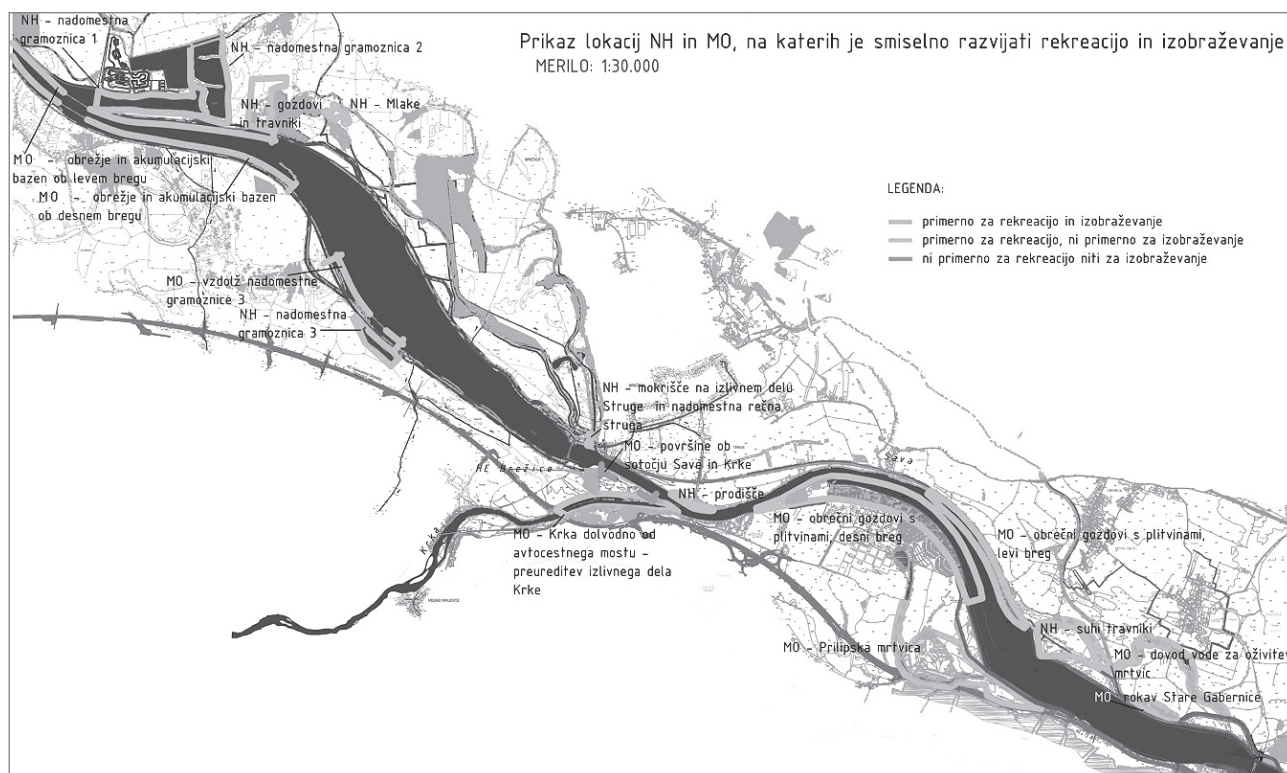 Prikaz lokacij NH in MO, na katerih je smiselno razvijati rekreacijo in izobraževanje
MERILO: 1:30.000
NH – nadomestna
gramoznica 1
NH – nadomestna gramoznica 2
NH – gozdovi
in travniki
NH – Mlake
MO – obrežje in akumulacijski
bazen ob levem bregu
MO – obrežje in akumulacijski bazen
ob desnem bregu
LEGENDA:
primerno za rekreacijo in izobraževanje
primerno za rekreacijo, ni primerno za izobraževanje
ni primerno za rekreacijo niti za izobraževanje
MO – vzdolž nadomestne
gramoznice 3
NH – nadomestna
gramoznica 3
NH – mokrišče na izlivnem delu
Struge in nadomestna rečna
struga
MO – površine ob
sotočju Save in Krke
HE Brežice
Sava
NH – prodišče
Krka
MO – Krka dolvodno od
avtocestnega mostu –
preureditev izlivnega dela
Krke
MO – obrečni gozdovi s
plitvinami, desni breg
MO – obrečni gozdovi s plitvinami,
levi breg
NH – suhi travniki
MO – Prilipska mrtvica
MO – dovod vode za oživitev
mrtvic
MO rokav Stare Gabernice